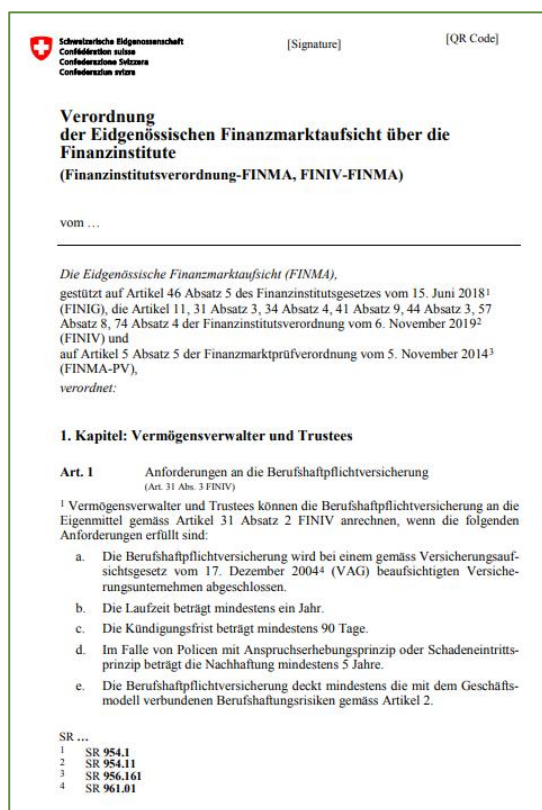 Schweizerische Eidgenossenschaft
Confédération suisse
Confederazione Svizzera
Confederaziun svizra
[Signature]
[QR Code]
Verordnung
der Eidgenössischen Finanzmarktaufsicht über die
Finanzinstitute
(Finanzinstitutsverordnung-FINMA, FINIV-FINMA)
vom …
Die Eidgenössische Finanzmarktaufsicht (FINMA),
gestützt auf Artikel 46 Absatz 5 des Finanzinstitutsgesetzes vom 15. Juni 2018¹
(FINIG), die Artikel 11, 31 Absatz 3, 34 Absatz 4, 41 Absatz 9, 44 Absatz 3, 57
Absatz 8, 74 Absatz 4 der Finanzinstitutsverordnung vom 6. November 2019²
(FINIV) und
auf Artikel 5 Absatz 5 der Finanzmarktprüfverordnung vom 5. November 2014³
(FINMA-PV),
verordnet:
1. Kapitel: Vermögensverwalter und Trustees
Art. 1 Anforderungen an die Berufshaftpflichtversicherung
(Art. 31 Abs. 3 FINIV)
¹ Vermögensverwalter und Trustees können die Berufshaftpflichtversicherung an die
Eigenmittel gemäss Artikel 31 Absatz 2 FINIV anrechnen, wenn die folgenden
Anforderungen erfüllt sind:
a. Die Berufshaftpflichtversicherung wird bei einem gemäss Versicherungsauf-
sichtsgesetz vom 17. Dezember 2004⁴ (VAG) beaufsichtigten Versiche-
rungsunternehmen abgeschlossen.
b. Die Laufzeit beträgt mindestens ein Jahr.
c. Die Kündigungsfrist beträgt mindestens 90 Tage.
d. Im Falle von Policen mit Anspruchserhebungsprinzip oder Schadeneintritts-
prinzip beträgt die Nachhaftung mindestens 5 Jahre.
e. Die Berufshaftpflichtversicherung deckt mindestens die mit dem Geschäfts-
modell verbundenen Berufshaftungsrisiken gemäss Artikel 2.
SR …
¹ SR 954.1
² SR 954.11
³ SR 956.161
⁴ SR 961.01